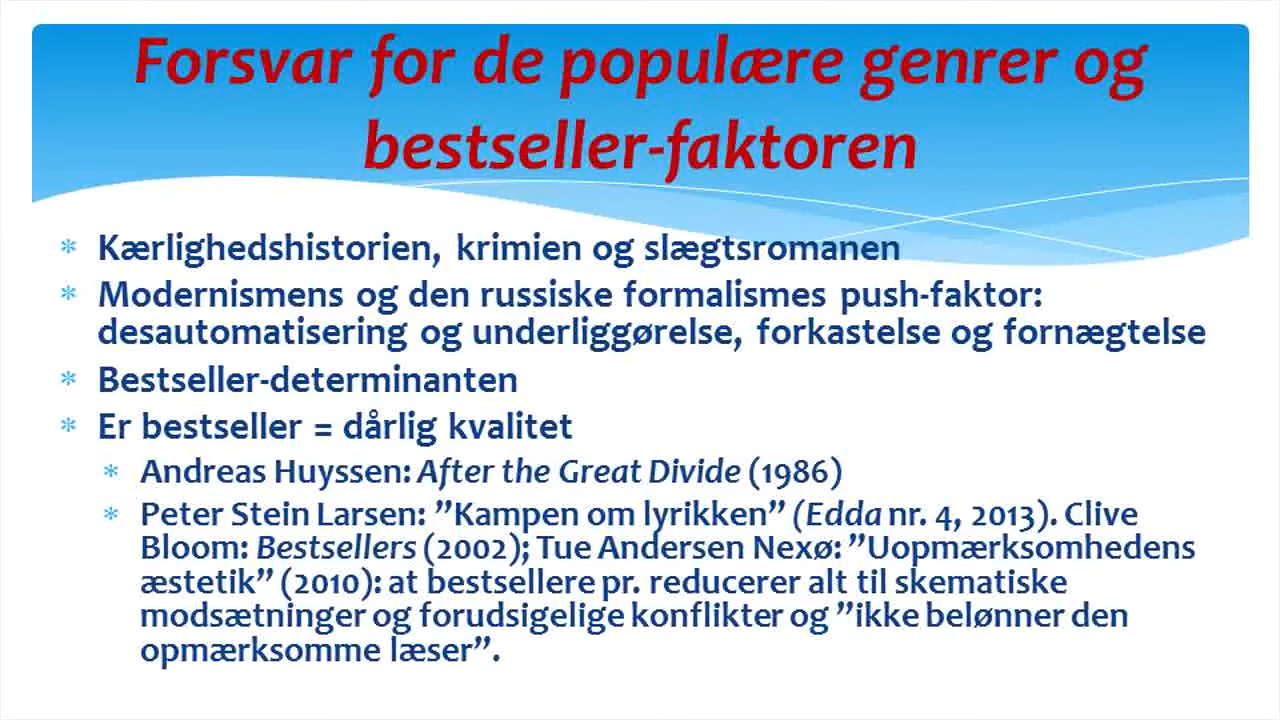 Forsvar for de populære genrer og
bestseller-faktoren
* Kærlighedshistorien, krimien og slægtsromanen
* Modernismens og den russiske formalismes push-faktor:
desautomatisering og underliggørelse, forkastelse og fornægtelse
* Bestseller-determinanten
* Er bestseller = dårlig kvalitet
* Andreas Huyssen: After the Great Divide (1986)
* Peter Stein Larsen: ”Kampen om lyrikken” (Edda nr. 4, 2013). Clive
Bloom: Bestsellers (2002); Tue Andersen Nexø: ”Uopmærksomhedens
æstetik” (2010): at bestsellere pr. reducerer alt til skematiske
modsætninger og forudsigelige konflikter og ”ikke belønner den
opmærksomme læser”.